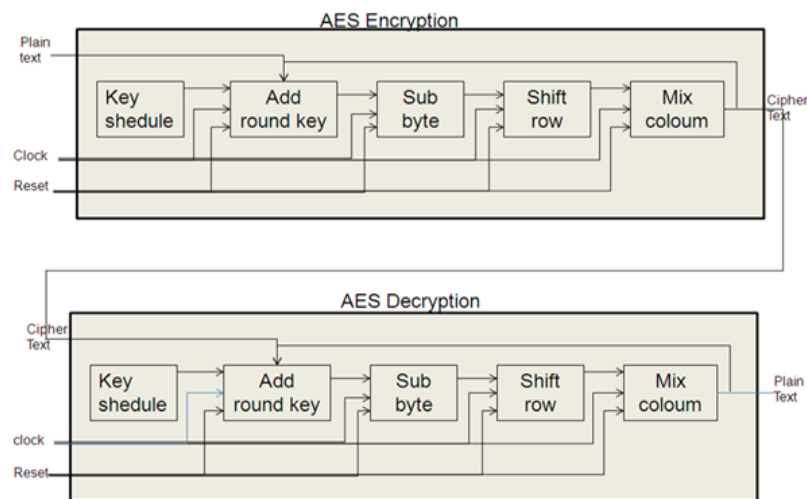 AES Encryption
Plain
text
Key
shedule
Add
round key
Sub
byte
Shift
row
Mix
coloum
Cipher
Text
Clock
Reset
AES Decryption
Cipher
Text
Key
shedule
Add
round key
Sub
byte
Shift
row
Mix
coloum
Plain
Text
clock
Reset